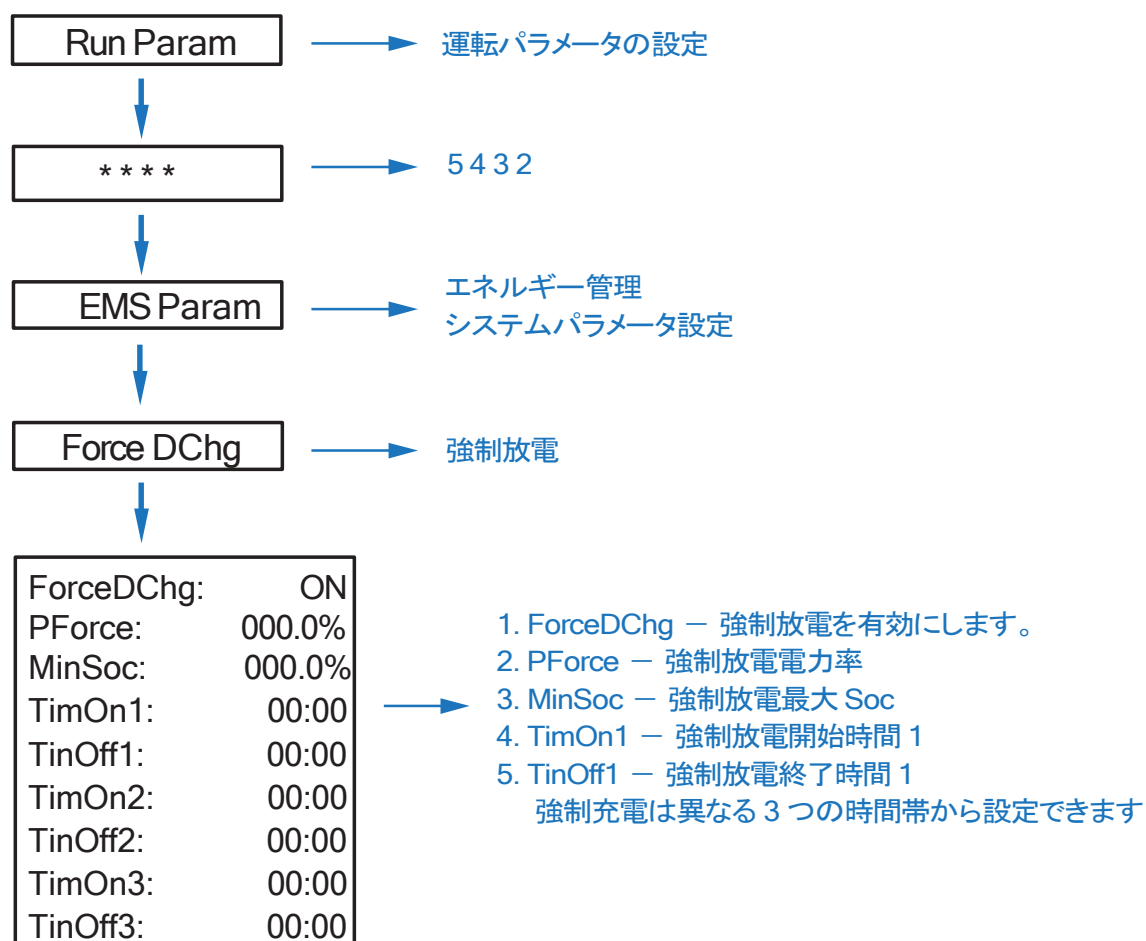 Run Param
運転パラメータの設定
****
5432
EMS Param
エネルギー管理
システムパラメータ設定
Force DChg
強制放電
ForceDChg: ON
PForce: 000.0%
MinSoc: 000.0%
TimOn1: 00:00
TinOff1: 00:00
TimOn2: 00:00
TinOff2: 00:00
TimOn3: 00:00
TinOff3: 00:00
1. ForceDChg － 強制放電を有効にします。
2. PForce － 強制放電電力率
3. MinSoc － 強制放電最大 Soc
4. TimOn1 － 強制放電開始時間 1
5. TinOff1 － 強制放電終了時間 1
強制充電は異なる 3 つの時間帯から設定できます